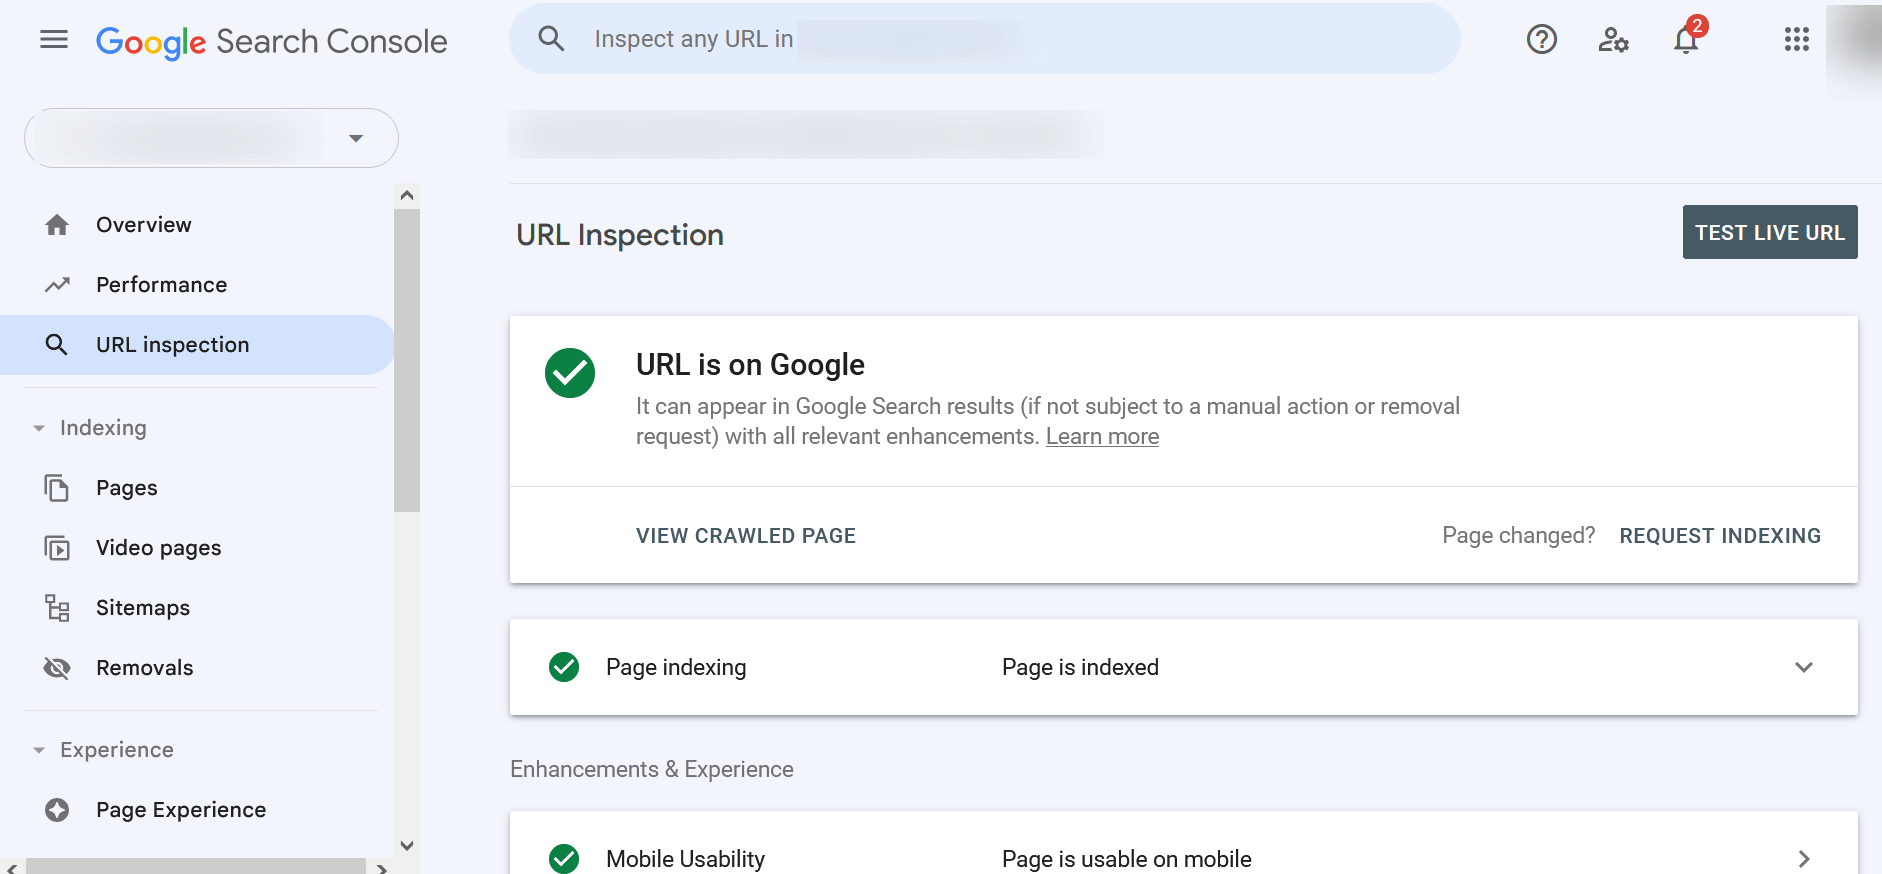 Google Search Console
Inspect any URL in
2
Overview
Performance
URL inspection
Indexing
Pages
Video pages
Sitemaps
Removals
Experience
Page Experience
URL Inspection
TEST LIVE URL
URL is on Google
It can appear in Google Search results (if not subject to a manual action or removal
request) with all relevant enhancements. Learn more
VIEW CRAWLED PAGE
Page changed? REQUEST INDEXING
Page indexing Page is indexed
Enhancements & Experience
Mobile Usability Page is usable on mobile